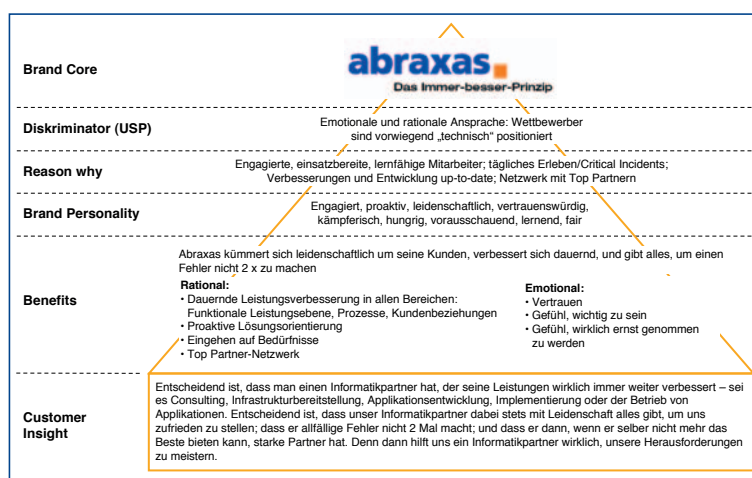 Brand Core
abraxas
Das Immer-besser-Prinzip
Diskriminator (USP)
Emotionale und rationale Ansprache: Wettbewerber
sind vorwiegend „technisch“ positioniert
Reason why
Engagierte, einsatzbereite, lernfähige Mitarbeiter; tägliches Erleben/Critical Incidents;
Verbesserungen und Entwicklung up-to-date; Netzwerk mit Top Partnern
Brand Personality
Engagiert, proaktiv, leidenschaftlich, vertrauenswürdig,
kämpferisch, hungrig, vorausschauend, lernend, fair
Benefits
Abraxas kümmert sich leidenschaftlich um seine Kunden, verbessert sich dauernd, und gibt alles, um einen
Fehler nicht 2 x zu machen
Rational:
• Dauernde Leistungsverbesserung in allen Bereichen:
Funktionale Leistungsebene, Prozesse, Kundenbeziehungen
• Proaktive Lösungsorientierung
• Eingehen auf Bedürfnisse
• Top Partner-Netzwerk
Emotional:
• Vertrauen
• Gefühl, wichtig zu sein
• Gefühl, wirklich ernst genommen
zu werden
Customer
Insight
Entscheidend ist, dass man einen Informatikpartner hat, der seine Leistungen wirklich immer weiter verbessert – sei
es Consulting, Infrastrukturbereitstellung, Applikationsentwicklung, Implementierung oder der Betrieb von
Applikationen. Entscheidend ist, dass unser Informatikpartner dabei stets mit Leidenschaft alles gibt, um uns
zufrieden zu stellen; dass er allfällige Fehler nicht 2 Mal macht; und dass er dann, wenn er selber nicht mehr das
Beste bieten kann, starke Partner hat. Denn dann hilft uns ein Informatikpartner wirklich, unsere Herausforderungen
zu meistern.